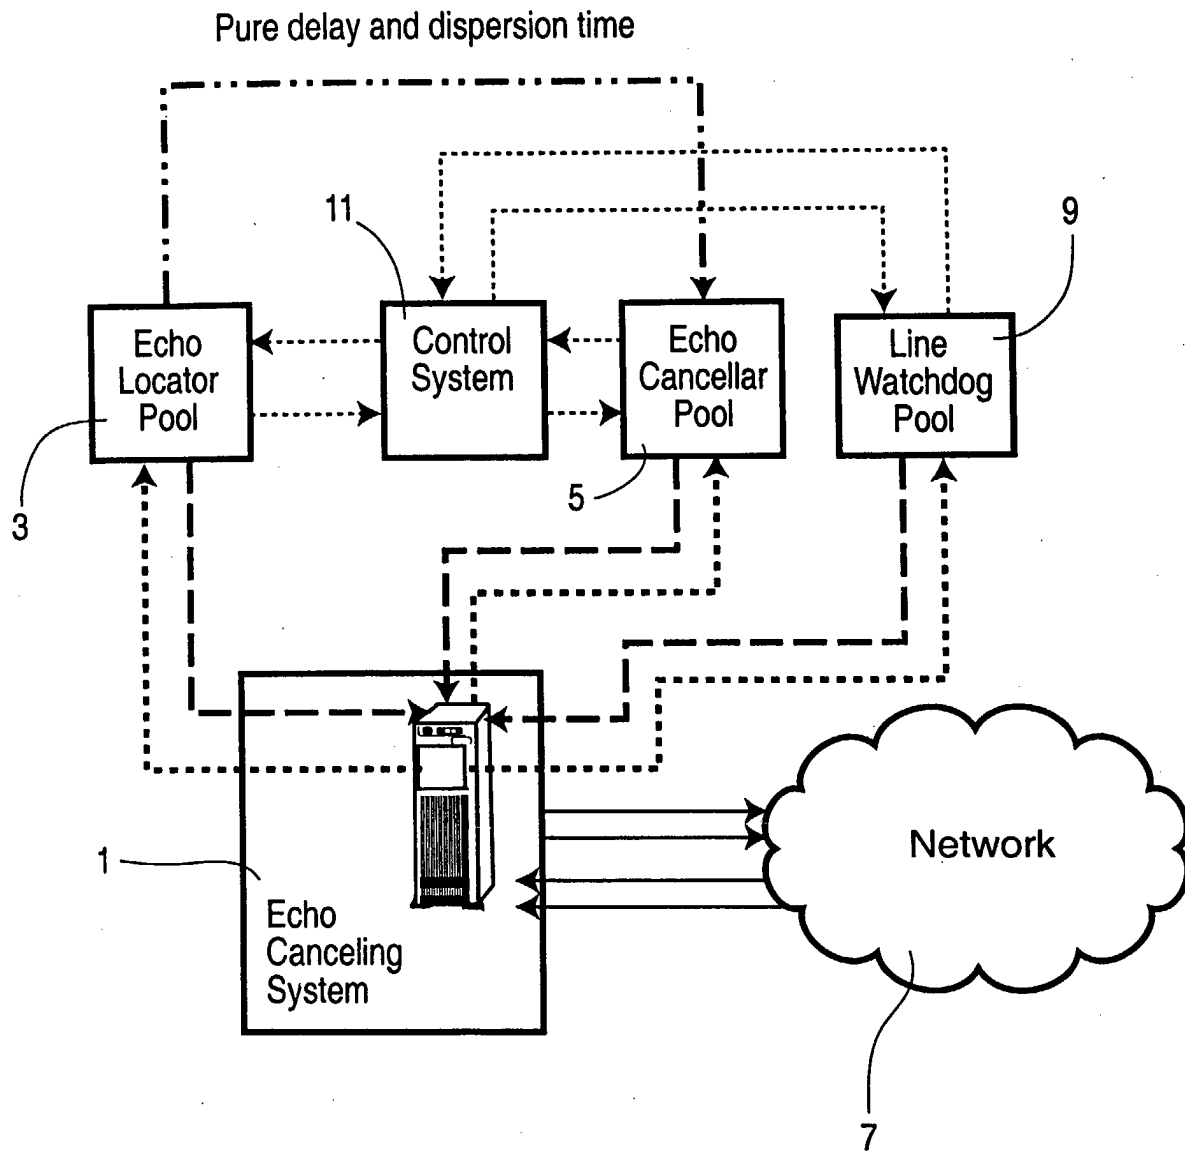 Pure delay and dispersion time
11
9
Echo
Locator
Pool
Control
System
Echo
Cancellar
Pool
Line
Watchdog
Pool
3
5
1
Echo
Canceling
System
Network
7